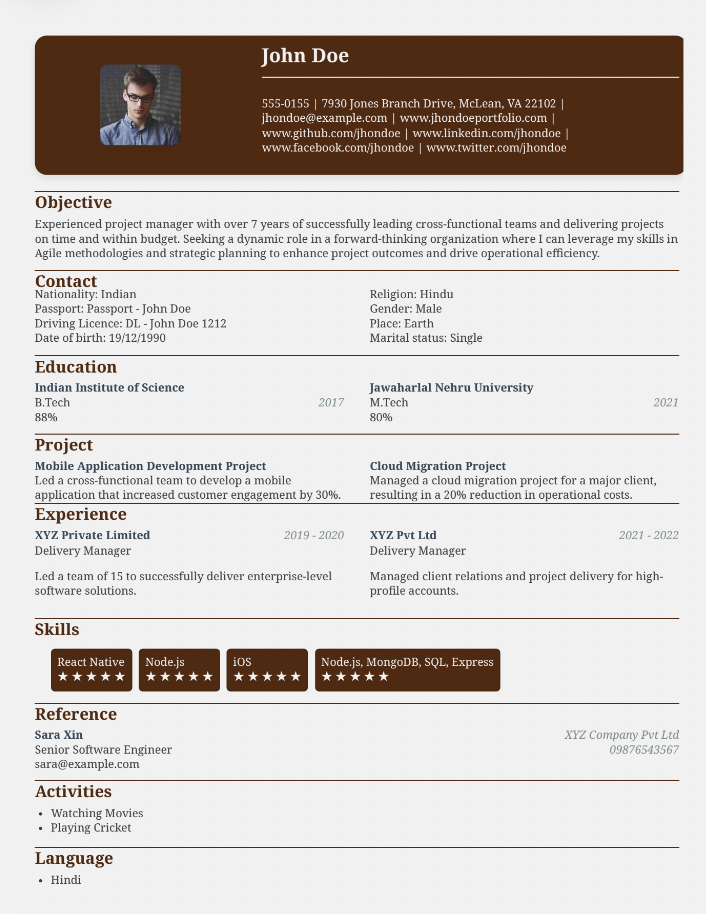 John Doe
555-0155 | 7930 Jones Branch Drive, McLean, VA 22102 |
jhondoe@example.com | www.jhondoeportfolio.com |
www.github.com/jhondoe | www.linkedin.com/jhondoe |
www.facebook.com/jhondoe | www.twitter.com/jhondoe
Objective
Experienced project manager with over 7 years of successfully leading cross-functional teams and delivering projects
on time and within budget. Seeking a dynamic role in a forward-thinking organization where I can leverage my skills in
Agile methodologies and strategic planning to enhance project outcomes and drive operational efficiency.
Contact
Nationality: Indian
Passport: Passport - John Doe
Driving Licence: DL - John Doe 1212
Date of birth: 19/12/1990
Religion: Hindu
Gender: Male
Place: Earth
Marital status: Single
Education
Indian Institute of Science
B.Tech 2017
88%
Jawaharlal Nehru University
M.Tech 2021
80%
Project
Mobile Application Development Project
Led a cross-functional team to develop a mobile
application that increased customer engagement by 30%.
Cloud Migration Project
Managed a cloud migration project for a major client,
resulting in a 20% reduction in operational costs.
Experience
XYZ Private Limited 2019 - 2020
Delivery Manager
Led a team of 15 to successfully deliver enterprise-level
software solutions.
XYZ Pvt Ltd 2021 - 2022
Delivery Manager
Managed client relations and project delivery for high-
profile accounts.
Skills
React Native
★★★★★
Node.js
★★★★★
iOS
★★★★★
Node.js, MongoDB, SQL, Express
★★★★★
Reference
Sara Xin XYZ Company Pvt Ltd
Senior Software Engineer 09876543567
sara@example.com
Activities
• Watching Movies
• Playing Cricket
Language
• Hindi